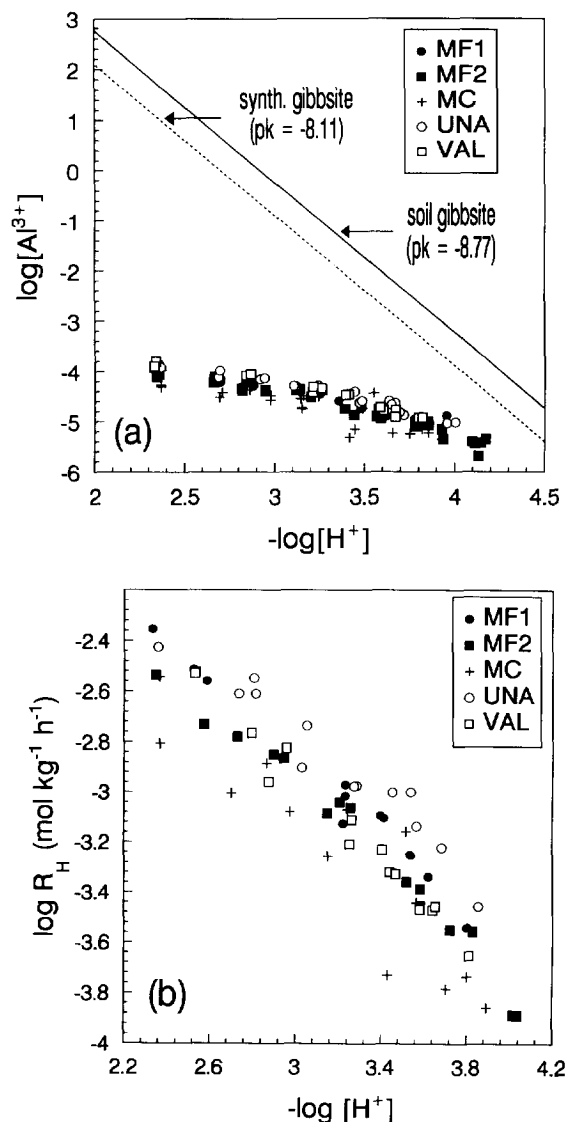 3
2
1
0
-1
-2
-3
-4
-5
-6
log[Al³⁺]
synth. gibbsite
(pk = -8.11)
soil gibbsite
(pk = -8.77)
MF1
MF2
MC
UNA
VAL
(a)
2
2.5
3
3.5
4
4.5
-log[H⁺]
-2.4
-2.6
-2.8
-3
-3.2
-3.4
-3.6
-3.8
-4
log R_H (mol kg⁻¹ h⁻¹)
MF1
MF2
MC
UNA
VAL
(b)
2.2
2.6
3
3.4
3.8
4.2
-log [H⁺]